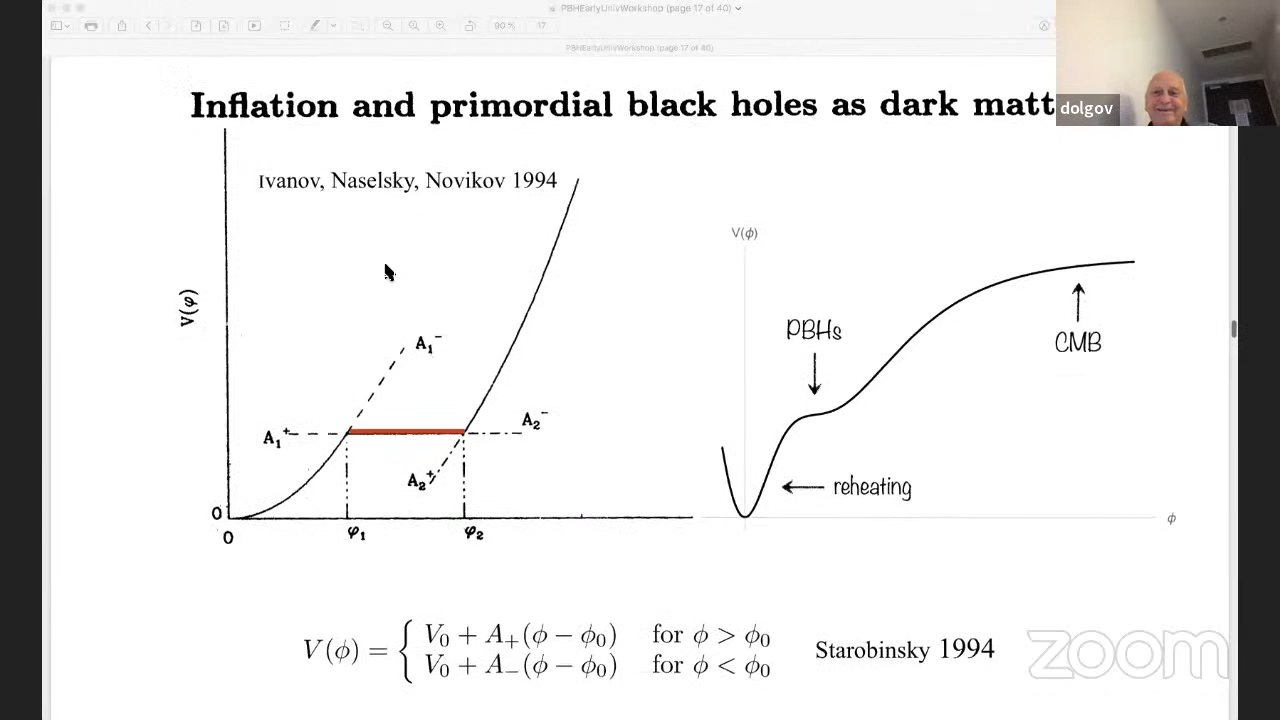 PBHEarlyUnivWorkshop (page 17 of 40)
90 %
17
PBHEarlyUnivWorkshop (page 17 of 40)
Inflation and primordial black holes as dark matt
dolgov
Ivanov, Naselsky, Novikov 1994
V(φ)
A₁⁻
A₁⁺
A₂⁻
A₂⁺
0
0
φ₁
φ₂
V(ϕ)
PBHs
CMB
reheating
ϕ
V(ϕ) = { V₀ + A₊(ϕ − ϕ₀) for ϕ > ϕ₀
V₀ + A₋(ϕ − ϕ₀) for ϕ < ϕ₀
Starobinsky 1994
zoom